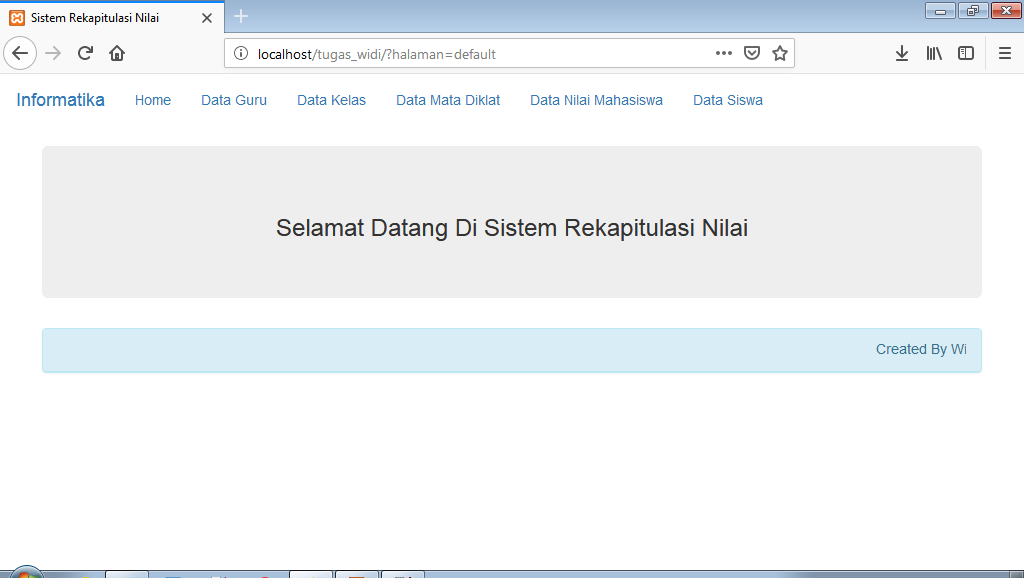 Sistem Rekapitulasi Nilai
localhost/tugas_widi/?halaman=default
Informatika Home Data Guru Data Kelas Data Mata Diklat Data Nilai Mahasiswa Data Siswa
Selamat Datang Di Sistem Rekapitulasi Nilai
Created By Wi